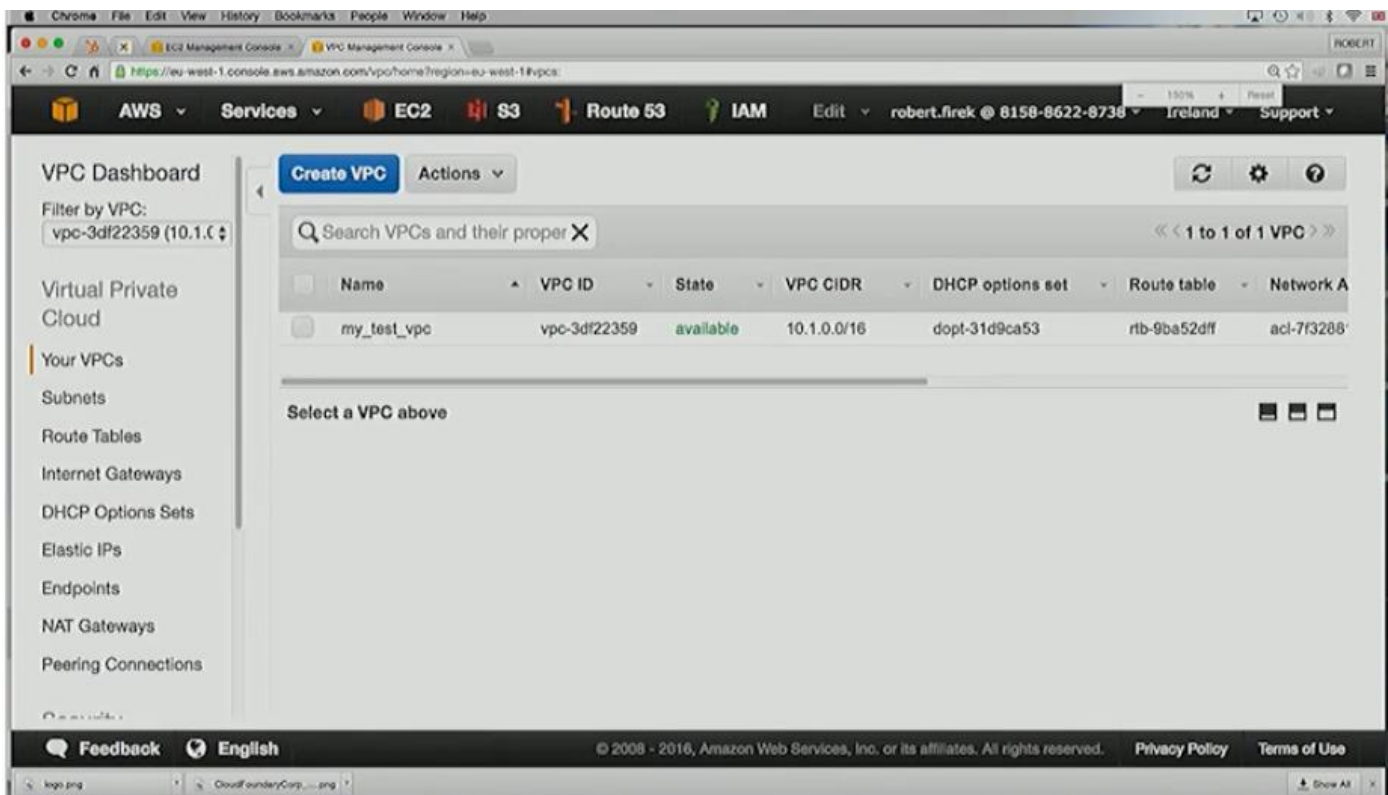 Chrome File Edit View History Bookmarks People Window Help
EC2 Management Console × VPC Management Console × ROBERT
https://eu-west-1.console.aws.amazon.com/vpc/home?region=eu-west-1#vpcs:
- 150% + Reset
AWS Services EC2 S3 Route 53 IAM Edit robert.firek @ 8158-8622-8738 Ireland Support
VPC Dashboard
Filter by VPC:
vpc-3df22359 (10.1.(
Virtual Private
Cloud
Your VPCs
Subnets
Route Tables
Internet Gateways
DHCP Options Sets
Elastic IPs
Endpoints
NAT Gateways
Peering Connections
Create VPC Actions
Search VPCs and their proper
1 to 1 of 1 VPC
Name VPC ID State VPC CIDR DHCP options set Route table Network A
my_test_vpc vpc-3df22359 available 10.1.0.0/16 dopt-31d9ca53 rtb-9ba52dff acl-7f3288
Select a VPC above
Feedback English © 2008 - 2016, Amazon Web Services, Inc. or its affiliates. All rights reserved. Privacy Policy Terms of Use
logo.png CloudFoundaryCorp_....png Show All